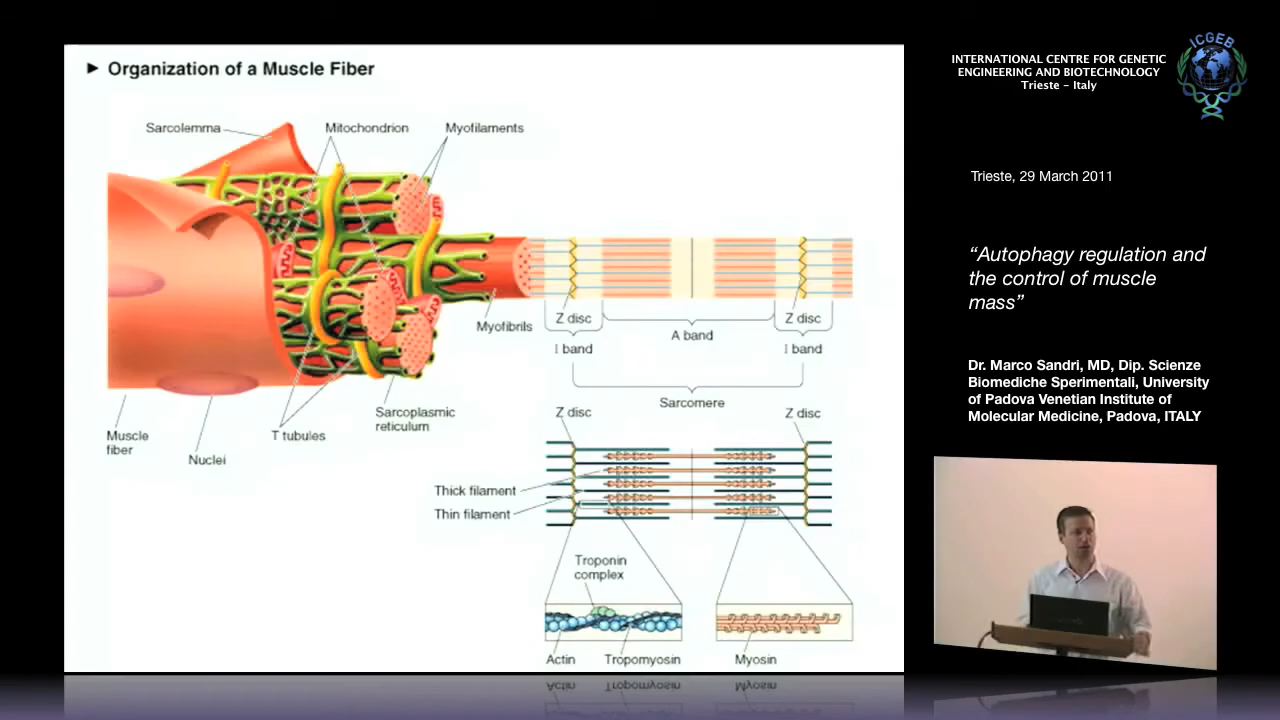 ► Organization of a Muscle Fiber
Sarcolemma
Mitochondrion
Myofilaments
Myofibrils
Z disc
Z disc
A band
I band
I band
Sarcomere
Muscle
fiber
Nuclei
T tubules
Sarcoplasmic
reticulum
Z disc
Z disc
Thick filament
Thin filament
Troponin
complex
Actin
Tropomyosin
Myosin
INTERNATIONAL CENTRE FOR GENETIC
ENGINEERING AND BIOTECHNOLOGY
Trieste – Italy
ICGEB
Trieste, 29 March 2011
“Autophagy regulation and
the control of muscle
mass”
Dr. Marco Sandri, MD, Dip. Scienze
Biomediche Sperimentali, University
of Padova Venetian Institute of
Molecular Medicine, Padova, ITALY